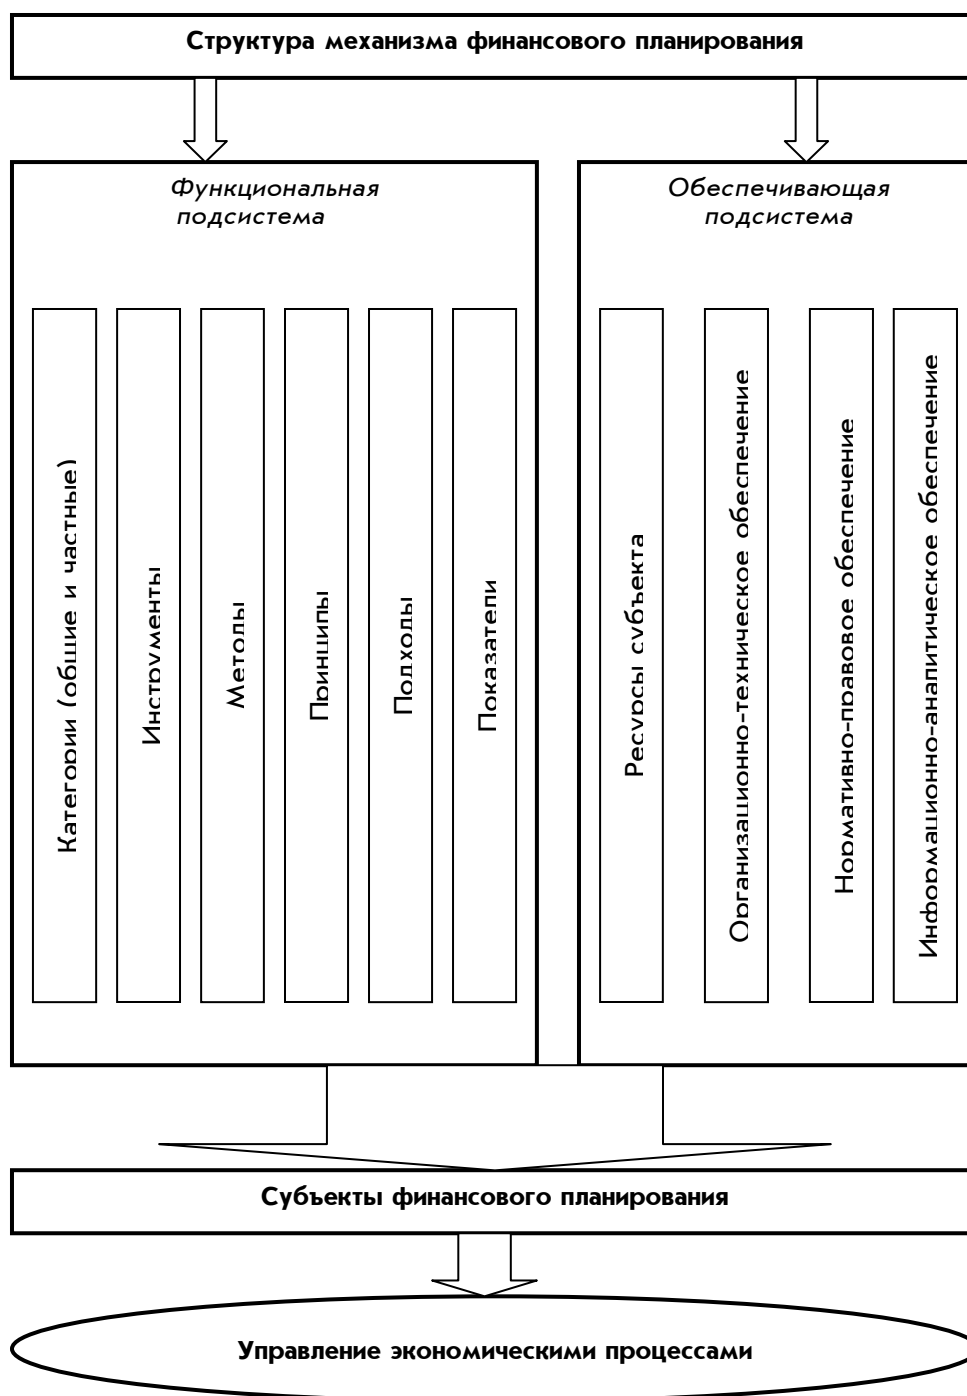 Структура механизма финансового планирования
Функциональная
подсистема
Обеспечивающая
подсистема
Категории (общие и частные)
Инструменты
Методы
Принципы
Подходы
Показатели
Ресурсы субъекта
Организационно-техническое обеспечение
Нормативно-правовое обеспечение
Информационно-аналитическое обеспечение
Субъекты финансового планирования
Управление экономическими процессами